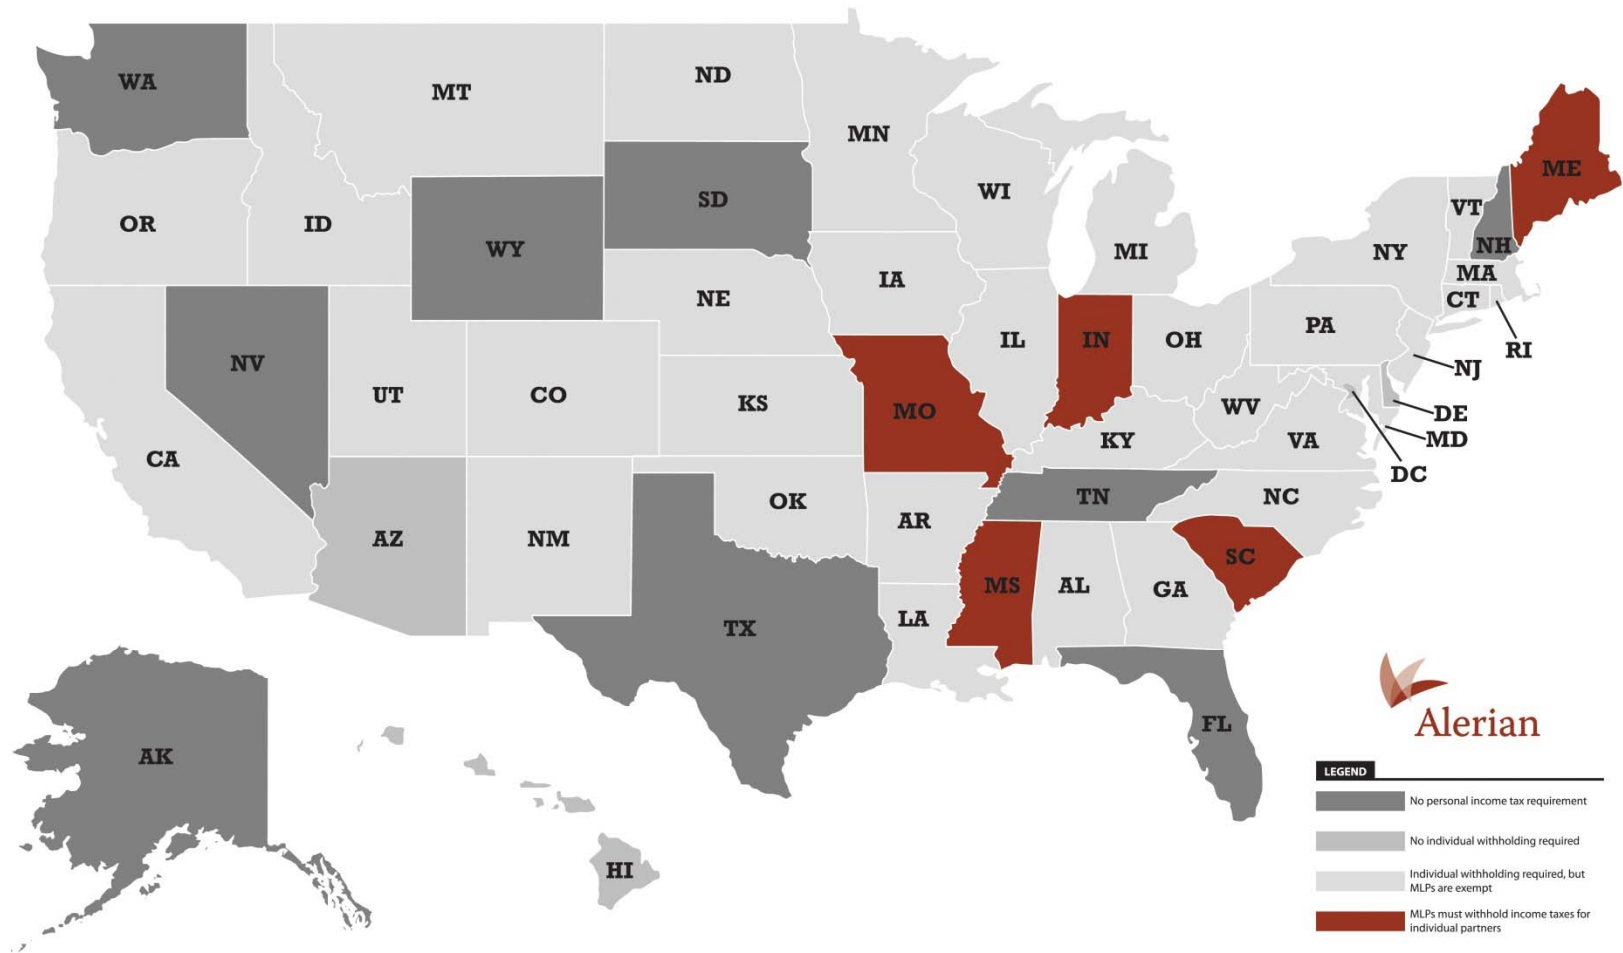 WA
MT
ND
MN
ME
SD
WI
VT
OR
ID
WY
MI
NY
NH
MA
NE
IA
CT
PA
RI
NV
IL
IN
OH
NJ
UT
CO
KS
MO
WV
DE
CA
KY
VA
MD
DC
AZ
NM
OK
AR
TN
NC
SC
MS
AL
GA
LA
TX
FL
AK
HI
Alerian
LEGEND
No personal income tax requirement
No individual withholding required
Individual withholding required, but
MLPs are exempt
MLPs must withhold income taxes for
individual partners